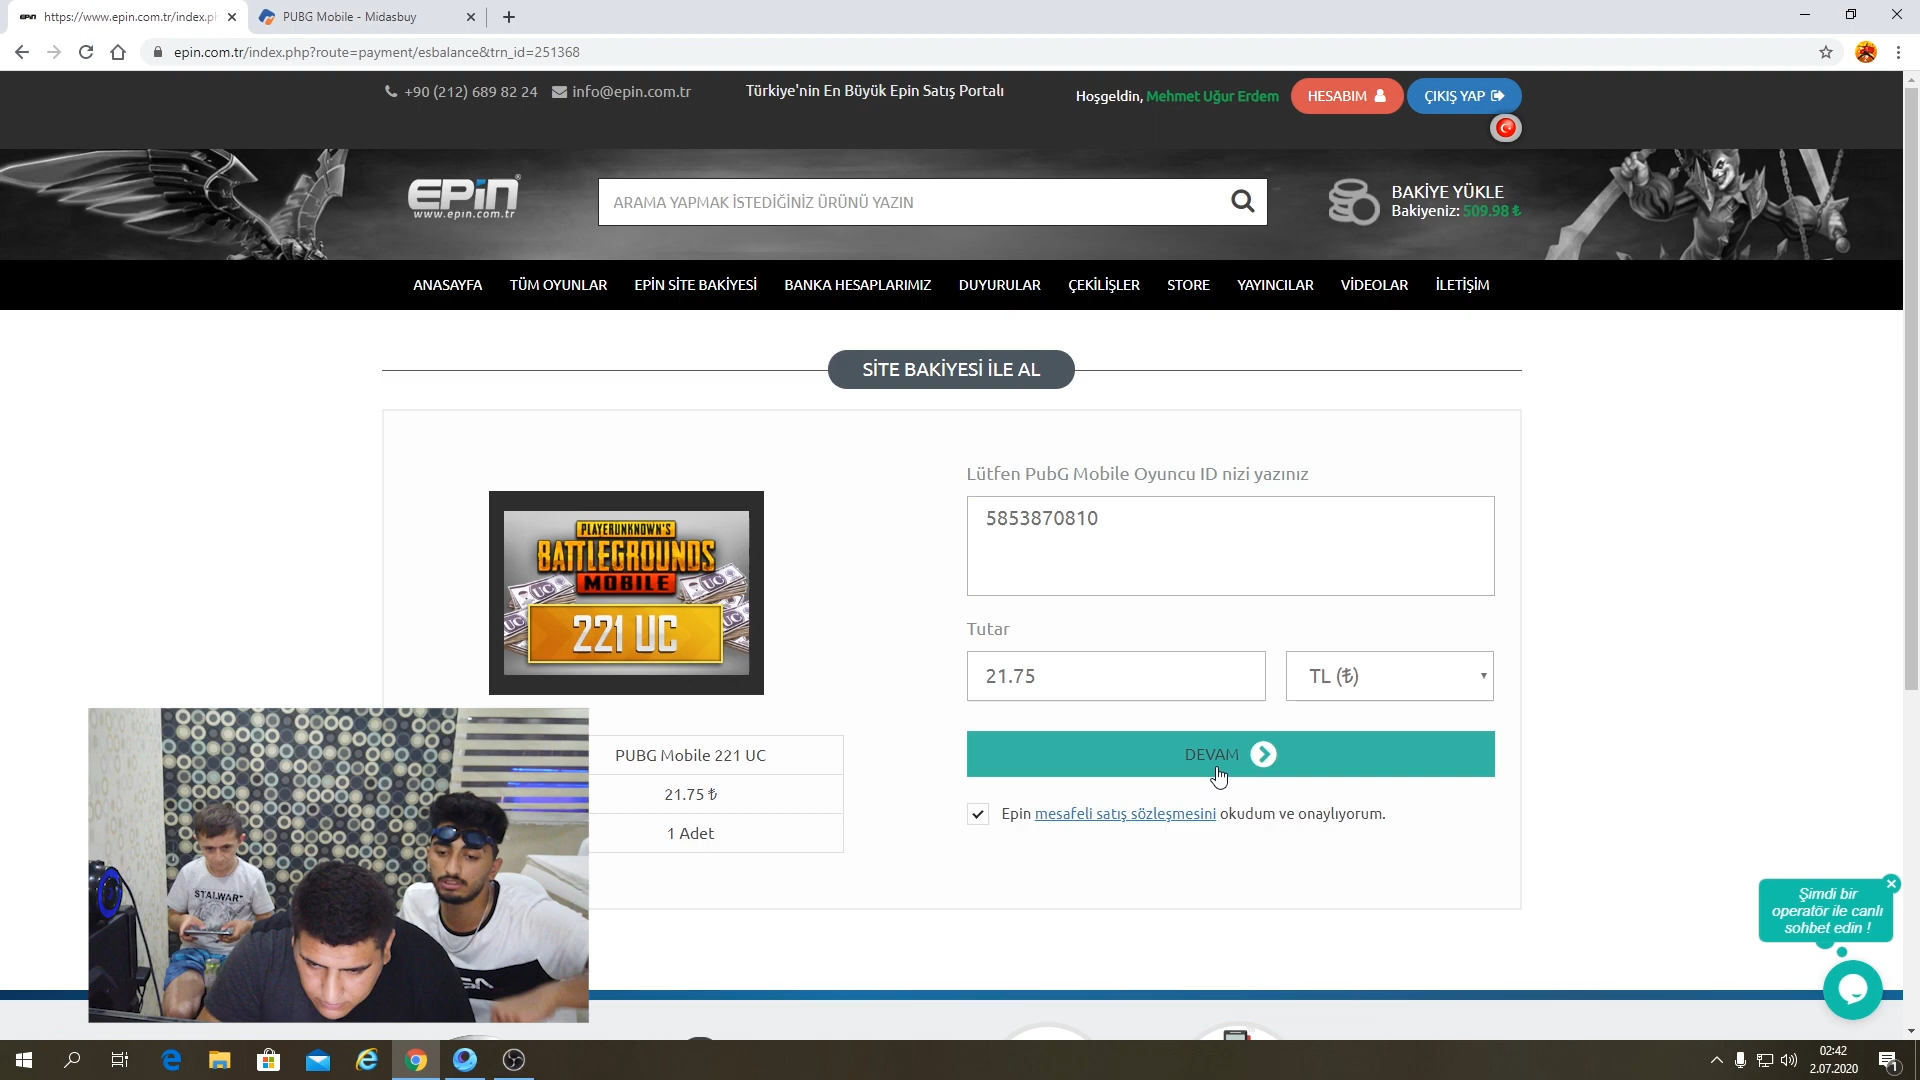 https://www.epin.com.tr/index.ph
PUBG Mobile - Midasbuy
epin.com.tr/index.php?route=payment/esbalance&trn_id=251368
+90 (212) 689 82 24
info@epin.com.tr
Türkiye'nin En Büyük Epin Satış Portalı
Hoşgeldin, Mehmet Uğur Erdem
HESABIM
ÇIKIŞ YAP
EPiN
www.epin.com.tr
ARAMA YAPMAK İSTEDİĞİNİZ ÜRÜNÜ YAZIN
BAKİYE YÜKLE
Bakiyeniz: 509.98 ₺
ANASAYFA TÜM OYUNLAR EPİN SİTE BAKİYESİ BANKA HESAPLARIMIZ DUYURULAR ÇEKİLİŞLER STORE YAYINCILAR VİDEOLAR İLETİŞİM
SİTE BAKİYESİ İLE AL
PLAYERUNKNOWN'S
BATTLEGROUNDS
MOBILE
221 UC
PUBG Mobile 221 UC
21.75 ₺
1 Adet
Lütfen PubG Mobile Oyuncu ID nizi yazınız
5853870810
Tutar
21.75
TL (₺)
DEVAM
Epin mesafeli satış sözleşmesini okudum ve onaylıyorum.
STALWART
Şimdi bir
operatör ile canlı
sohbet edin !
02:42
2.07.2020
1